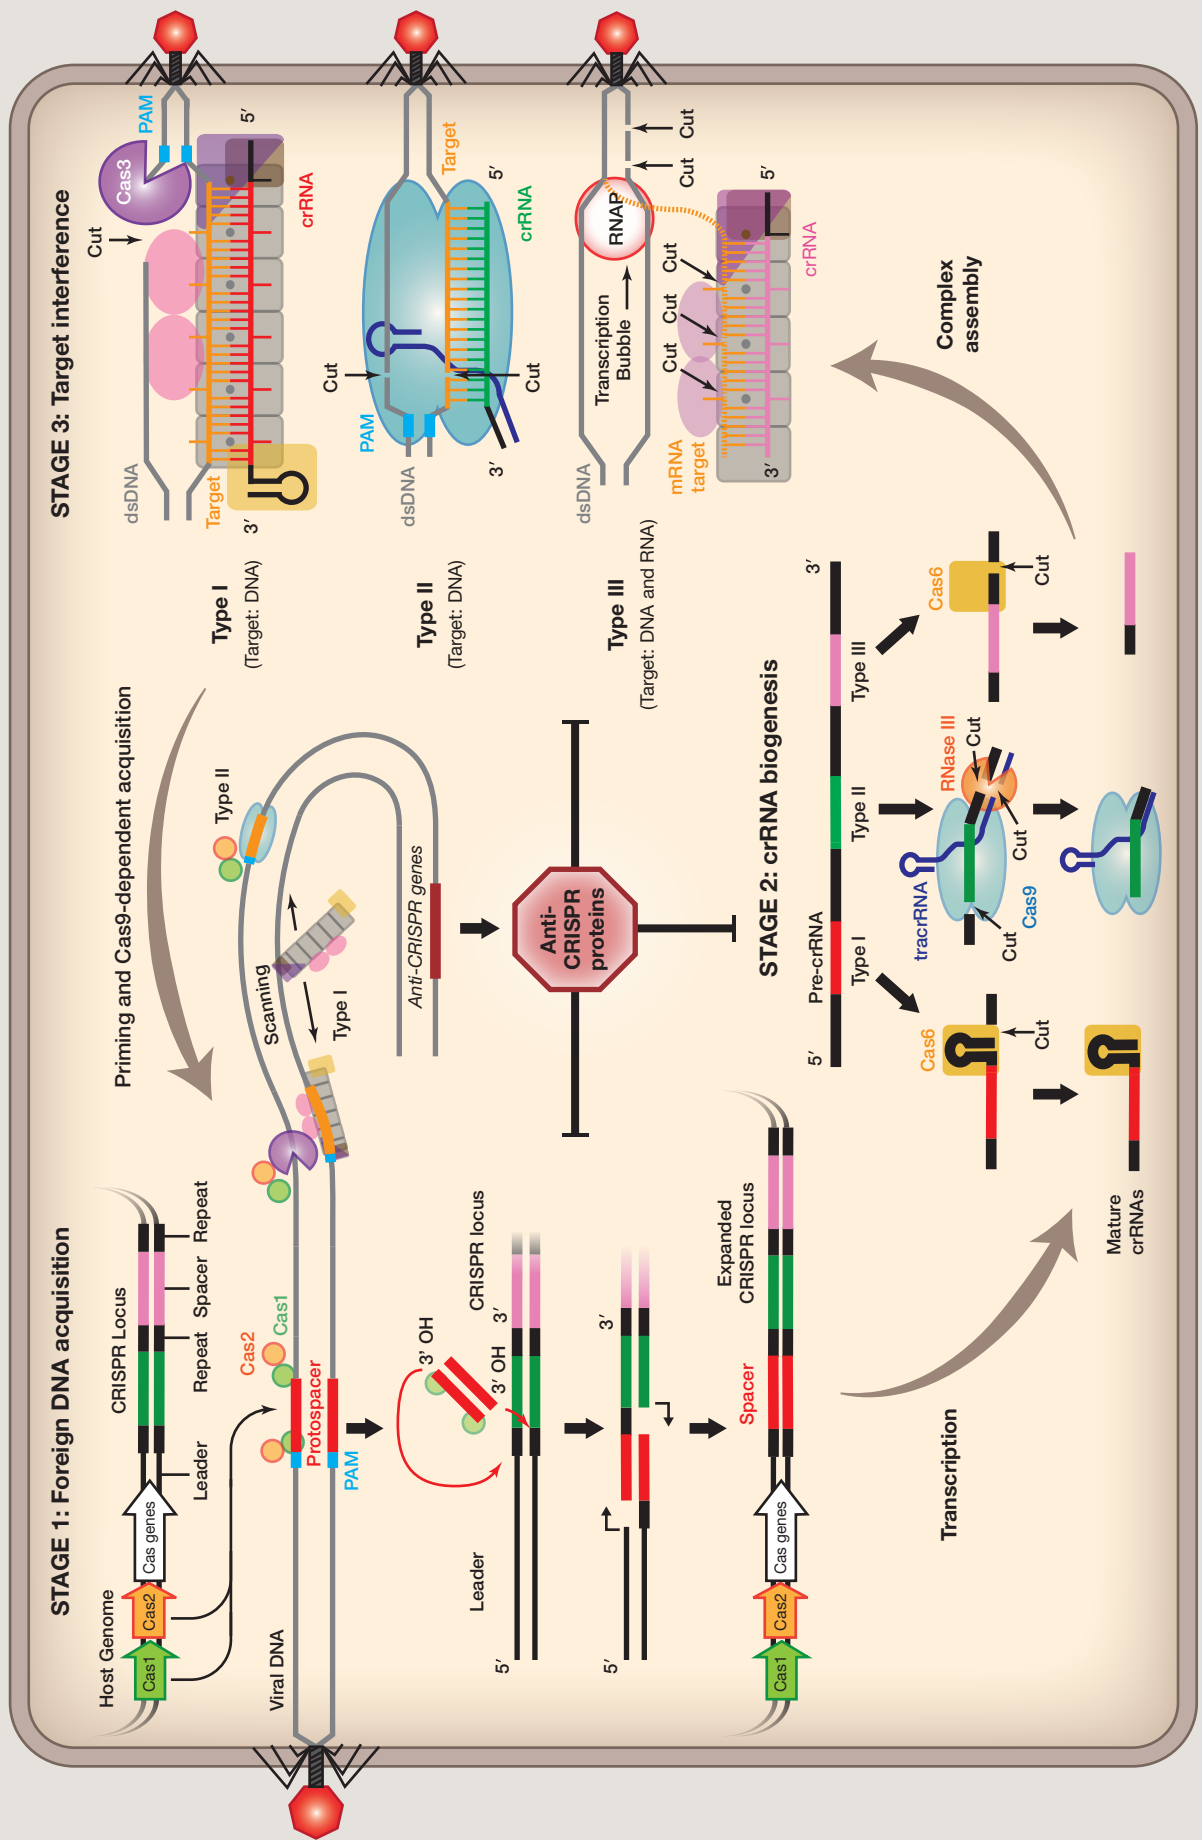 STAGE 1: Foreign DNA acquisition
Host Genome
CRISPR Locus
Cas1
Cas2
Cas genes
Leader
Repeat
Spacer
Repeat
Cas2
Cas1
Protospacer
PAM
Viral DNA
3′ OH
3′ OH
CRISPR locus
3′
Leader
5′
3′
5′
Spacer
Expanded
CRISPR locus
Cas1
Cas2
Cas genes
Transcription
Priming and Cas9-dependent acquisition
Type II
Scanning
Type I
Anti-CRISPR genes
Anti-
CRISPR
proteins
STAGE 2: crRNA biogenesis
Pre-crRNA
5′
3′
Type I
Type II
Type III
Cas6
Cut
tracrRNA
Cut
Cas9
RNase III
Cut
Cut
Cas6
Cut
Mature
crRNAs
Complex
assembly
STAGE 3: Target interference
Type I
(Target: DNA)
dsDNA
Cut
Cas3
PAM
Target
3′
5′
crRNA
Type II
(Target: DNA)
dsDNA
PAM
Cut
Cut
Target
3′
5′
crRNA
Type III
(Target: DNA and RNA)
dsDNA
Transcription
Bubble
RNAP
Cut
Cut
mRNA
target
Cut
Cut
Cut
3′
5′
crRNA